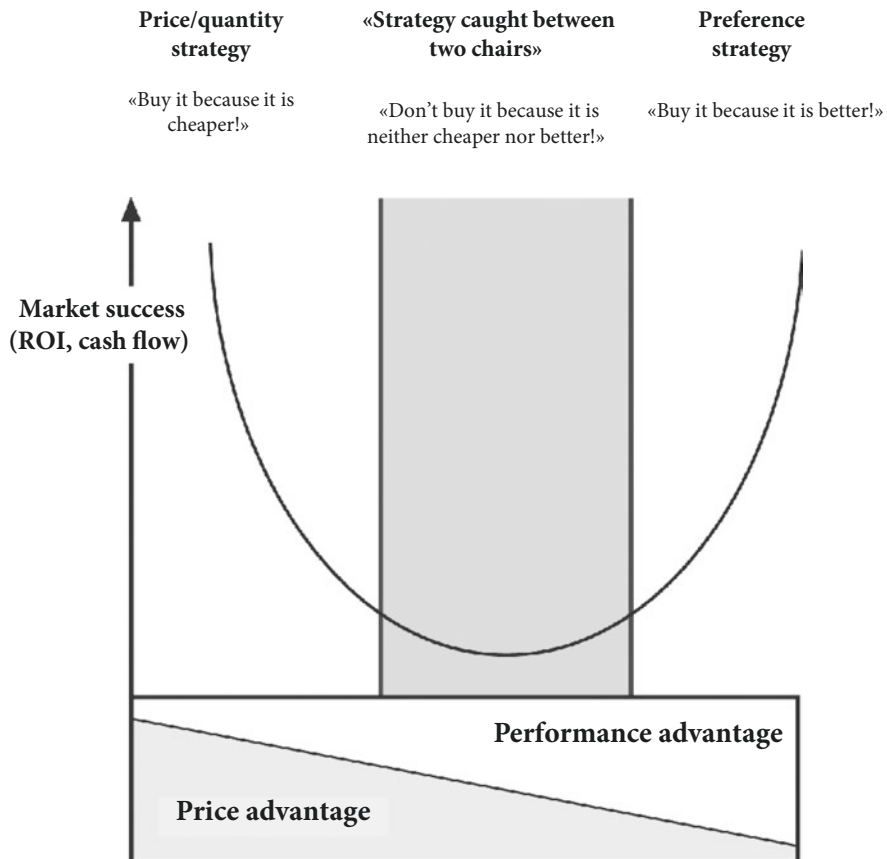 Price/quantity
strategy
«Buy it because it is
cheaper!»
«Strategy caught between
two chairs»
«Don't buy it because it is
neither cheaper nor better!»
Preference
strategy
«Buy it because it is better!»
Market success
(ROI, cash flow)
Performance advantage
Price advantage